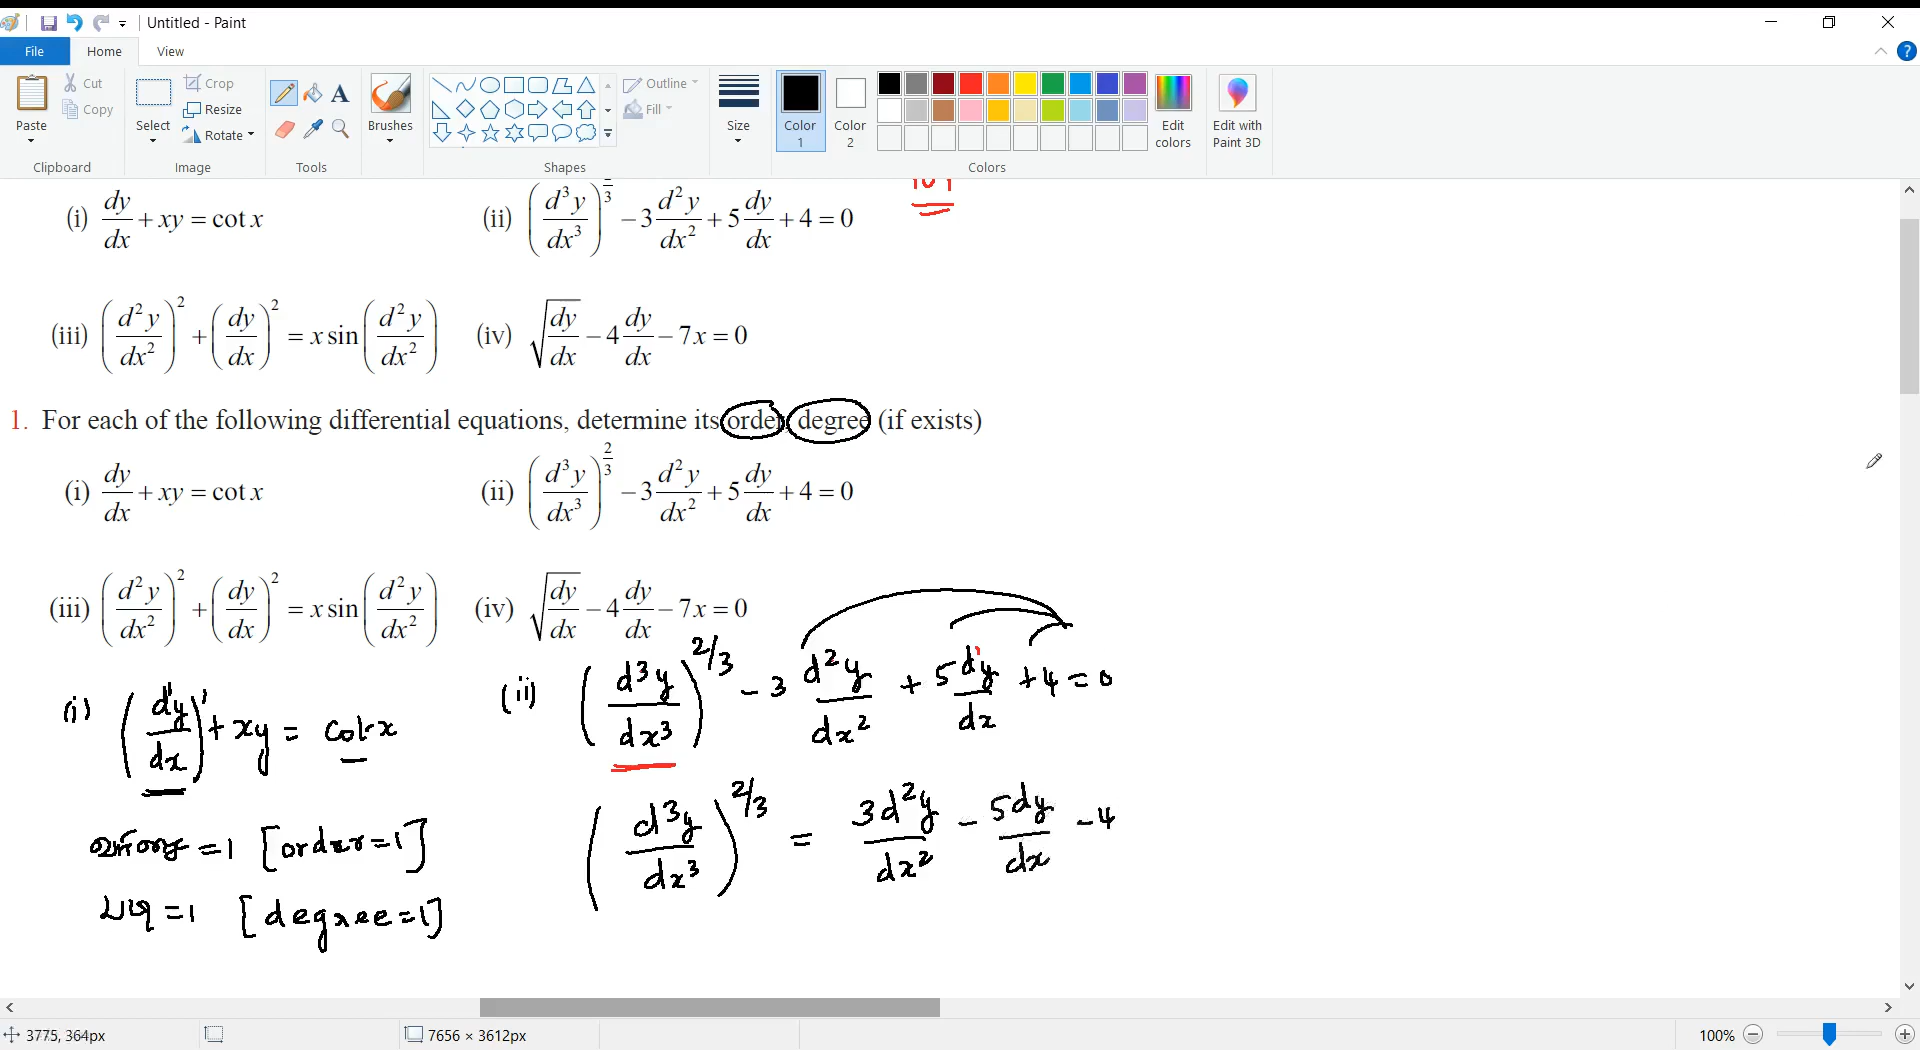 Untitled - Paint
File Home View
Paste Cut Copy Clipboard
Select Crop Resize Rotate Image
Tools
Brushes
Outline Fill Shapes
Size
Color 1 Color 2 Edit colors Colors
Edit with Paint 3D
(i) dy/dx + xy = cot x (ii) (d³y/dx³)^(2/3) − 3 d²y/dx² + 5 dy/dx + 4 = 0
(iii) (d²y/dx²)² + (dy/dx)² = x sin (d²y/dx²) (iv) √(dy/dx) − 4 dy/dx − 7x = 0
1. For each of the following differential equations, determine its order, degree (if exists)
(i) dy/dx + xy = cot x (ii) (d³y/dx³)^(2/3) − 3 d²y/dx² + 5 dy/dx + 4 = 0
(iii) (d²y/dx²)² + (dy/dx)² = x sin (d²y/dx²) (iv) √(dy/dx) − 4 dy/dx − 7x = 0
(i) (d¹y/dx)¹ + xy = cot x
= 1 [order = 1]
படி = 1 [degree = 1]
(ii) (d³y/dx³)^(2/3) − 3 d²y/dx² + 5 d¹y/dx + 4 = 0
(d³y/dx³)^(2/3) = 3d²y/dx² − 5dy/dx − 4
3775, 364px 7656 × 3612px 100%